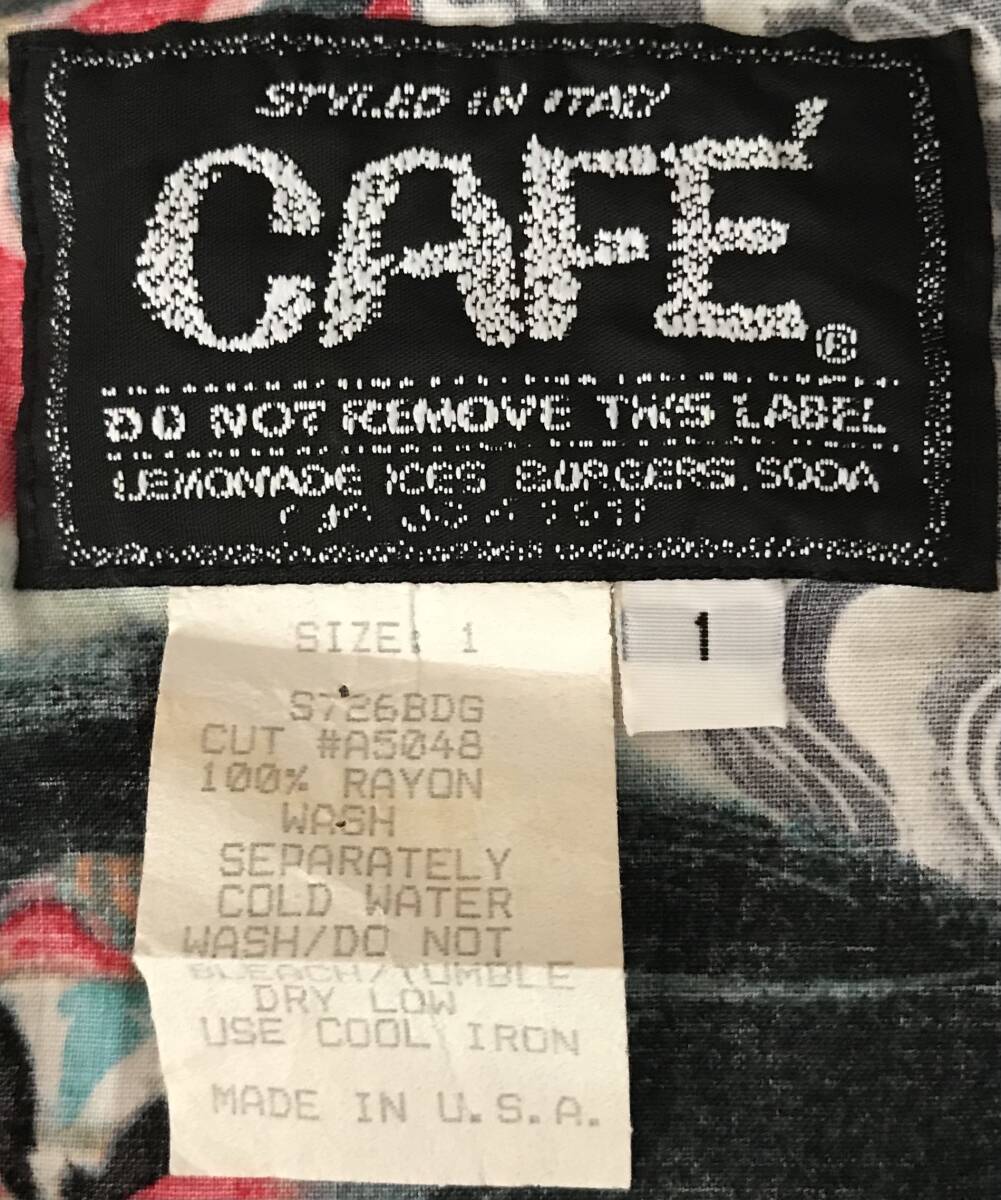 STYLED IN ITALY
CAFÉ®
DO NOT REMOVE THIS LABEL
LEMONADE ICES BURGERS. SODA
SIZE: 1
S726BDG
CUT #A5048
100% RAYON
WASH
SEPARATELY
COLD WATER
WASH/DO NOT
BLEACH/TUMBLE
DRY LOW
USE COOL IRON
MADE IN U.S.A.
1